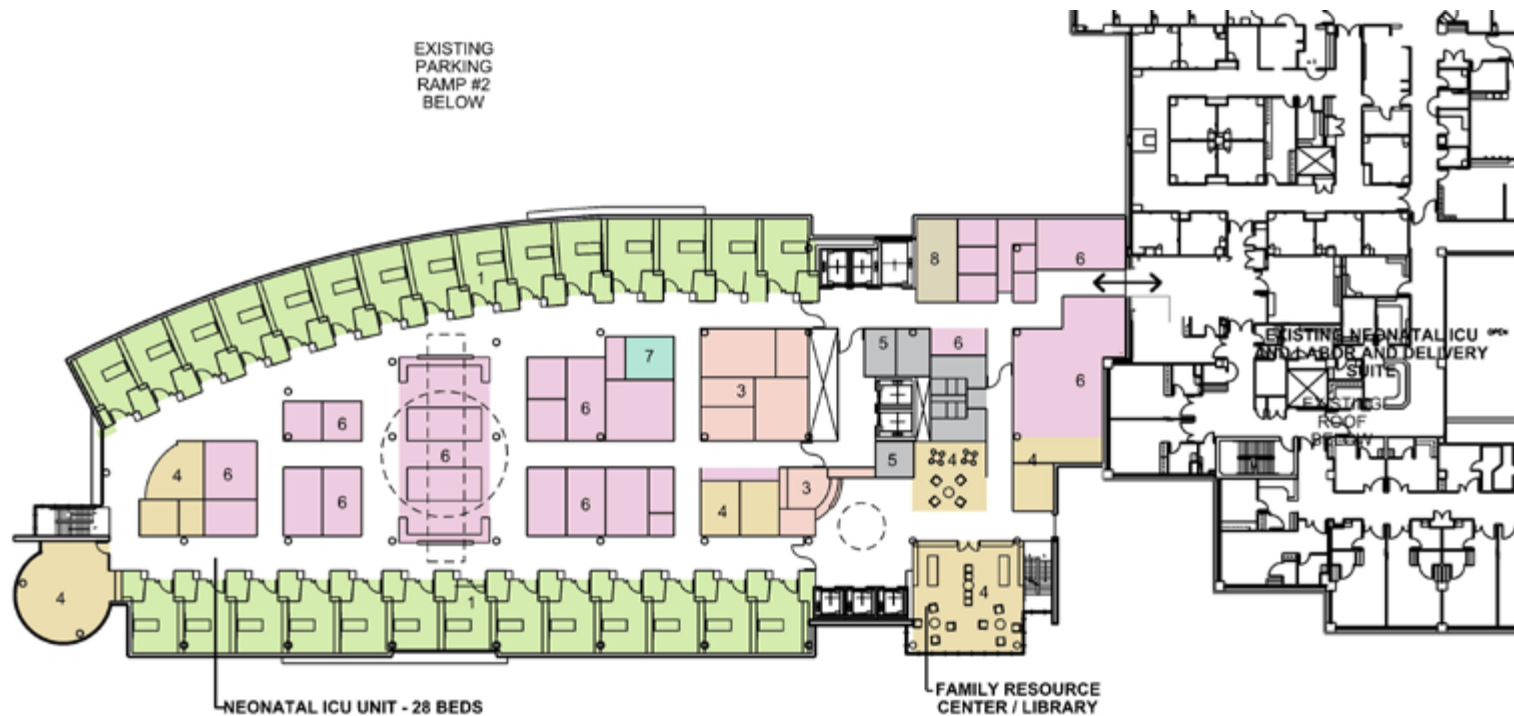 EXISTING
PARKING
RAMP #2
BELOW
1
8
6
6
7
5
5
6
6
3
6
6
6
4
6
6
6
4
3
5
4
4
1
4
4
EXISTING NEONATAL ICU
AND LABOR AND DELIVERY
SUITE
OPEN
EXISTING
ROOF
BELOW
NEONATAL ICU UNIT - 28 BEDS
FAMILY RESOURCE
CENTER / LIBRARY